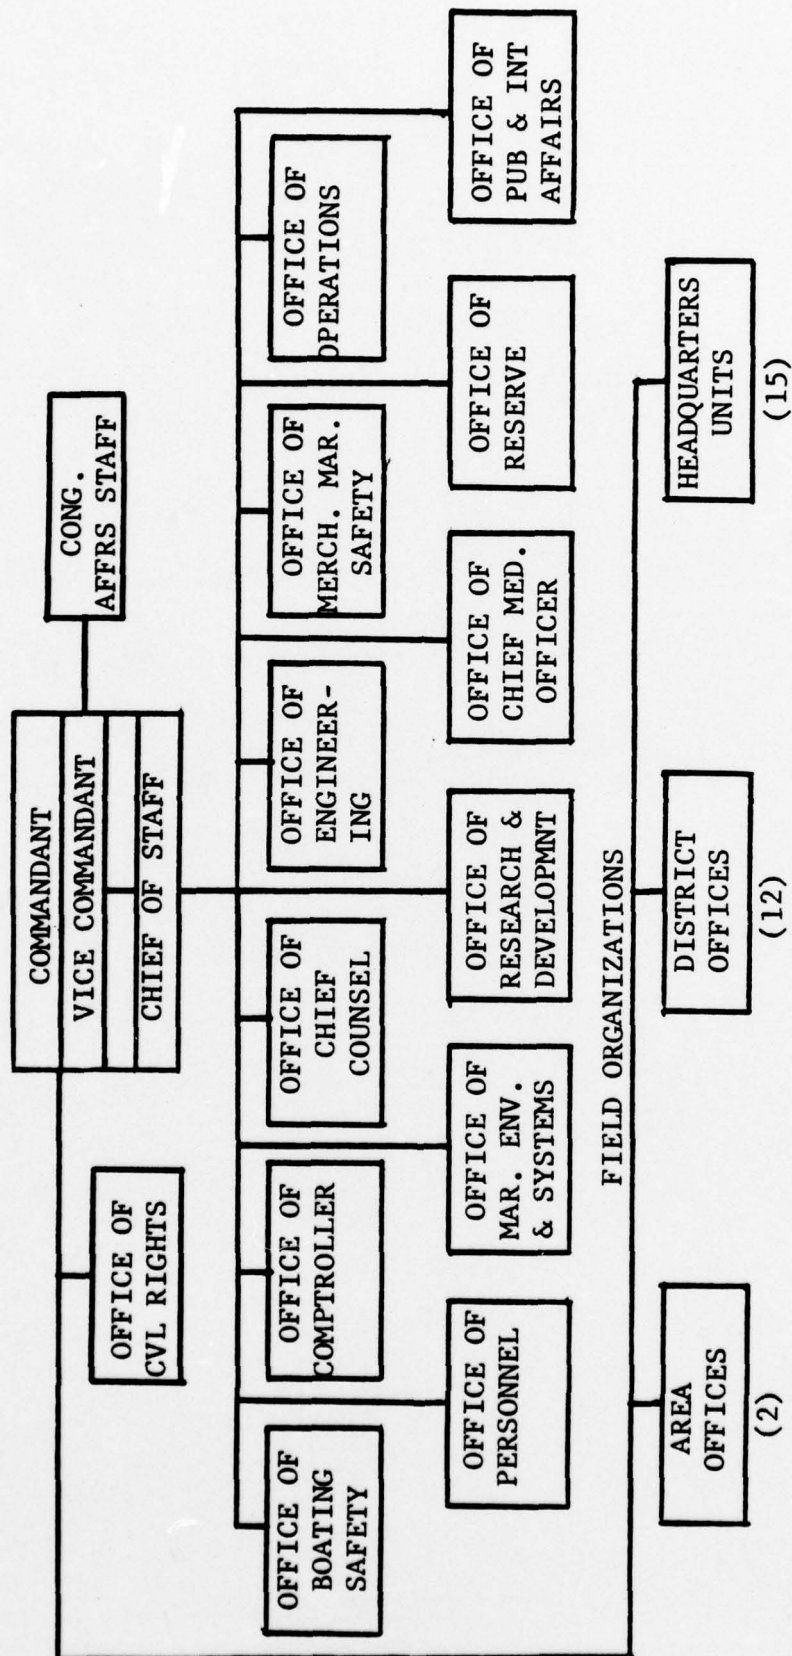 COMMANDANT
VICE COMMANDANT
CHIEF OF STAFF
CONG.
AFFRS STAFF
OFFICE OF
CVL RIGHTS
OFFICE OF
BOATING
SAFETY
OFFICE OF
COMPTROLLER
OFFICE OF
CHIEF
COUNSEL
OFFICE OF
ENGINEER-
ING
OFFICE OF
MERCH. MAR.
SAFETY
OFFICE OF
OPERATIONS
OFFICE OF
PERSONNEL
OFFICE OF
MAR. ENV.
& SYSTEMS
OFFICE OF
RESEARCH &
DEVELOPMNT
OFFICE OF
CHIEF MED.
OFFICER
OFFICE OF
RESERVE
OFFICE OF
PUB & INT
AFFAIRS
FIELD ORGANIZATIONS
AREA
OFFICES
(2)
DISTRICT
OFFICES
(12)
HEADQUARTERS
UNITS
(15)